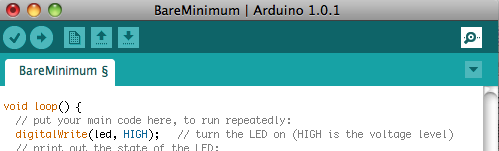 BareMinimum | Arduino 1.0.1
BareMinimum §
void loop() {
  // put your main code here, to run repeatedly:
  digitalWrite(led, HIGH);   // turn the LED on (HIGH is the voltage level)
  // print out the state of the LED: